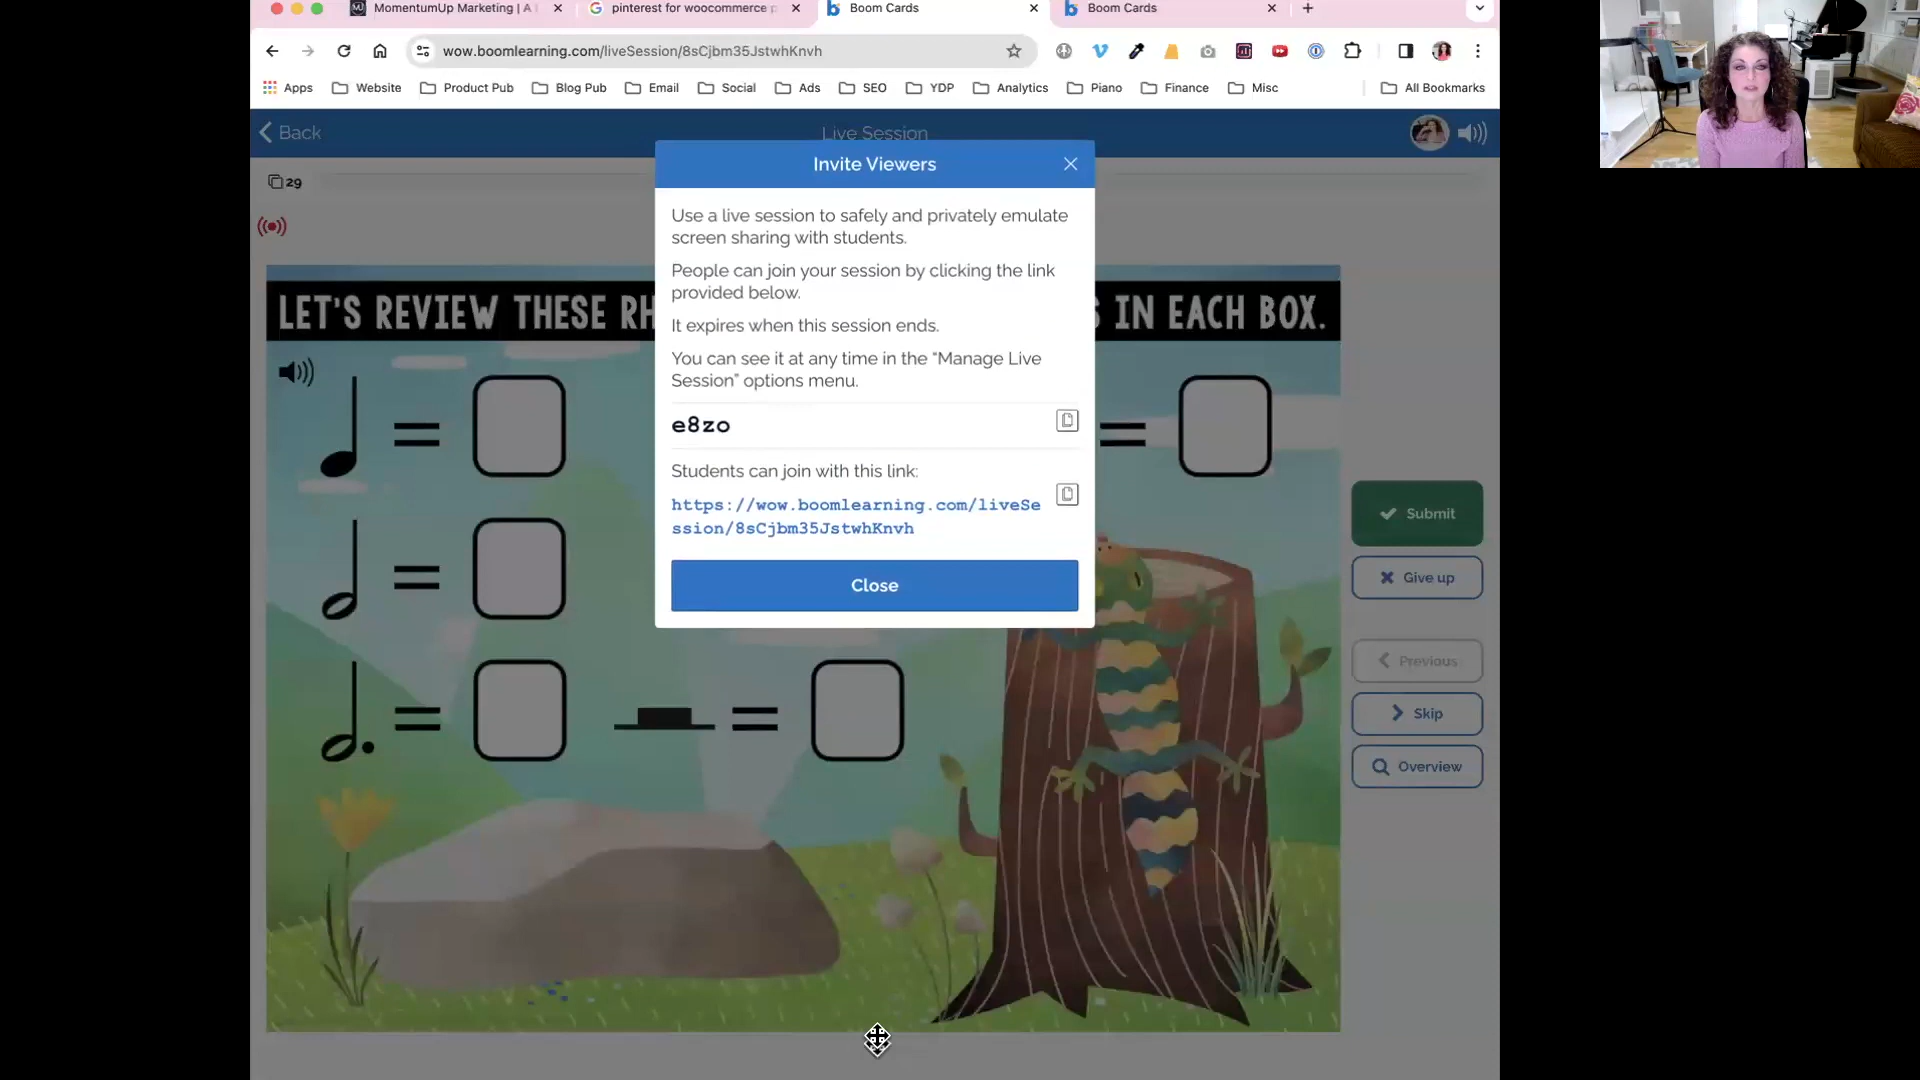 MomentumUp Marketing | A
pinterest for woocommerce
Boom Cards
Boom Cards
wow.boomlearning.com/liveSession/8sCjbm35JstwhKnvh
Apps
Website
Product Pub
Blog Pub
Email
Social
Ads
SEO
YDP
Analytics
Piano
Finance
Misc
All Bookmarks
Back
Live Session
29
Invite Viewers
Use a live session to safely and privately emulate
screen sharing with students.
People can join your session by clicking the link
provided below.
It expires when this session ends.
You can see it at any time in the “Manage Live
Session” options menu.
e8zo
Students can join with this link:
https://wow.boomlearning.com/liveSe
ssion/8sCjbm35JstwhKnvh
Close
LET'S REVIEW THESE RH
IN EACH BOX.
=
=
=
=
=
Submit
Give up
Previous
Skip
Overview